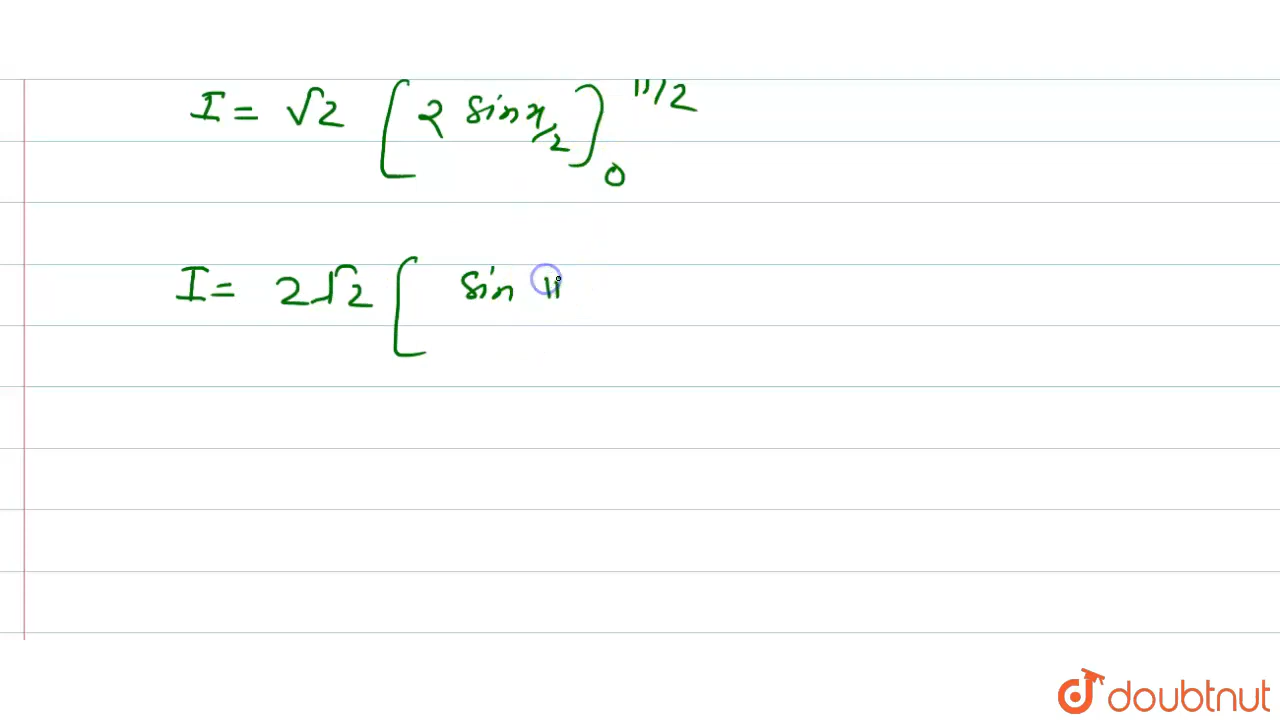 I = √2 [2 sin x/2]₀^π/2
I = 2√2 [ sin π
doubtnut